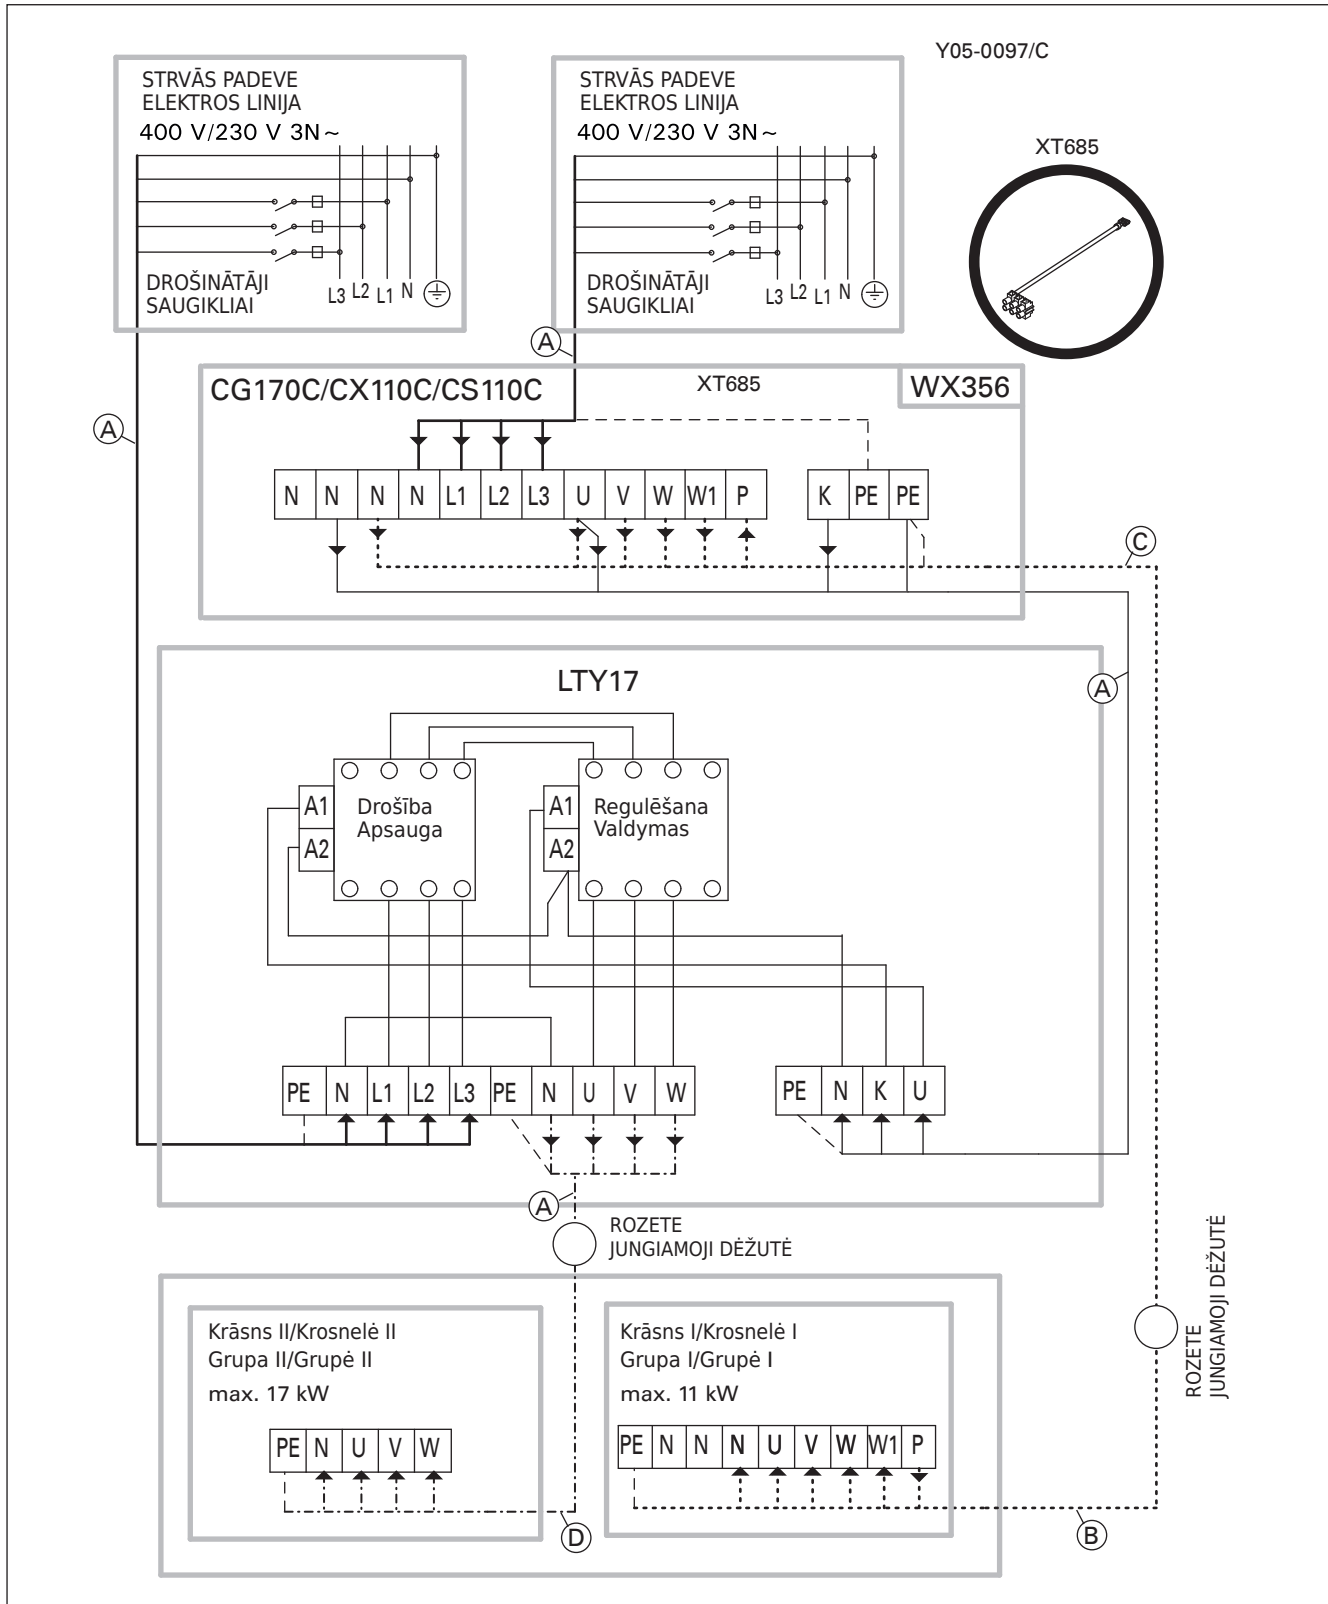 Y05-0097/C
STRVĀS PADEVE
ELEKTROS LINIJA
400 V/230 V 3N~
DROŠINĀTĀJI
SAUGIKLIAI
L3 L2 L1 N
STRVĀS PADEVE
ELEKTROS LINIJA
400 V/230 V 3N~
DROŠINĀTĀJI
SAUGIKLIAI
L3 L2 L1 N
XT685
A
A
CG170C/CX110C/CS110C
XT685
WX356
N N N N L1 L2 L3 U V W W1 P
K PE PE
C
LTY17
A
A1
A2
Drošība
Apsauga
A1
A2
Regulēšana
Valdymas
PE N L1 L2 L3 PE N U V W
PE N K U
A
ROZETE
JUNGIAMOJI DĖŽUTĖ
ROZETE
JUNGIAMOJI DĖŽUTĖ
Krāsns II/Krosnelė II
Grupa II/Grupė II
max. 17 kW
PE N U V W
D
Krāsns I/Krosnelė I
Grupa I/Grupė I
max. 11 kW
PE N N N U V W W1 P
B